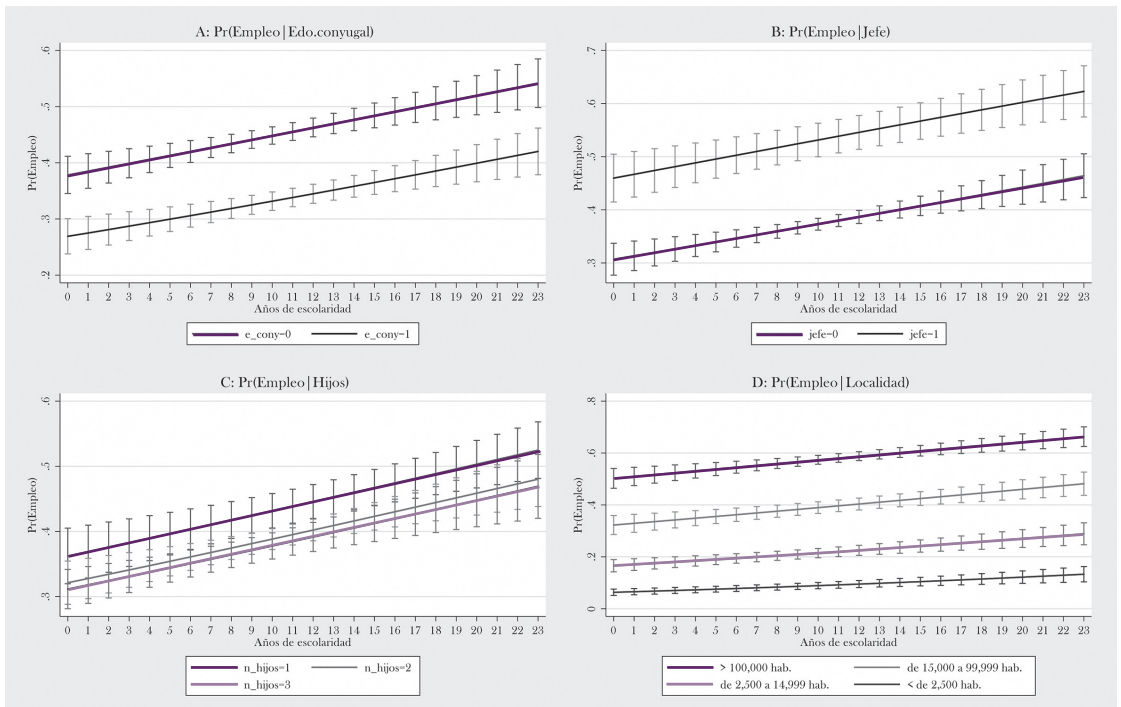 A: Pr(Empleo|Edo.conyugal)
Pr(Empleo)
.6
.5
.4
.3
.2
0 1 2 3 4 5 6 7 8 9 10 11 12 13 14 15 16 17 18 19 20 21 22 23
Años de escolaridad
e_cony=0 e_cony=1
B: Pr(Empleo|Jefe)
Pr(Empleo)
.7
.6
.5
.4
.3
0 1 2 3 4 5 6 7 8 9 10 11 12 13 14 15 16 17 18 19 20 21 22 23
Años de escolaridad
jefe=0 jefe=1
C: Pr(Empleo|Hijos)
Pr(Empleo)
.6
.5
.4
.3
0 1 2 3 4 5 6 7 8 9 10 11 12 13 14 15 16 17 18 19 20 21 22 23
Años de escolaridad
n_hijos=1 n_hijos=2
n_hijos=3
D: Pr(Empleo|Localidad)
Pr(Empleo)
.8
.6
.4
.2
0
0 1 2 3 4 5 6 7 8 9 10 11 12 13 14 15 16 17 18 19 20 21 22 23
Años de escolaridad
> 100,000 hab. de 15,000 a 99,999 hab.
de 2,500 a 14,999 hab. < de 2,500 hab.